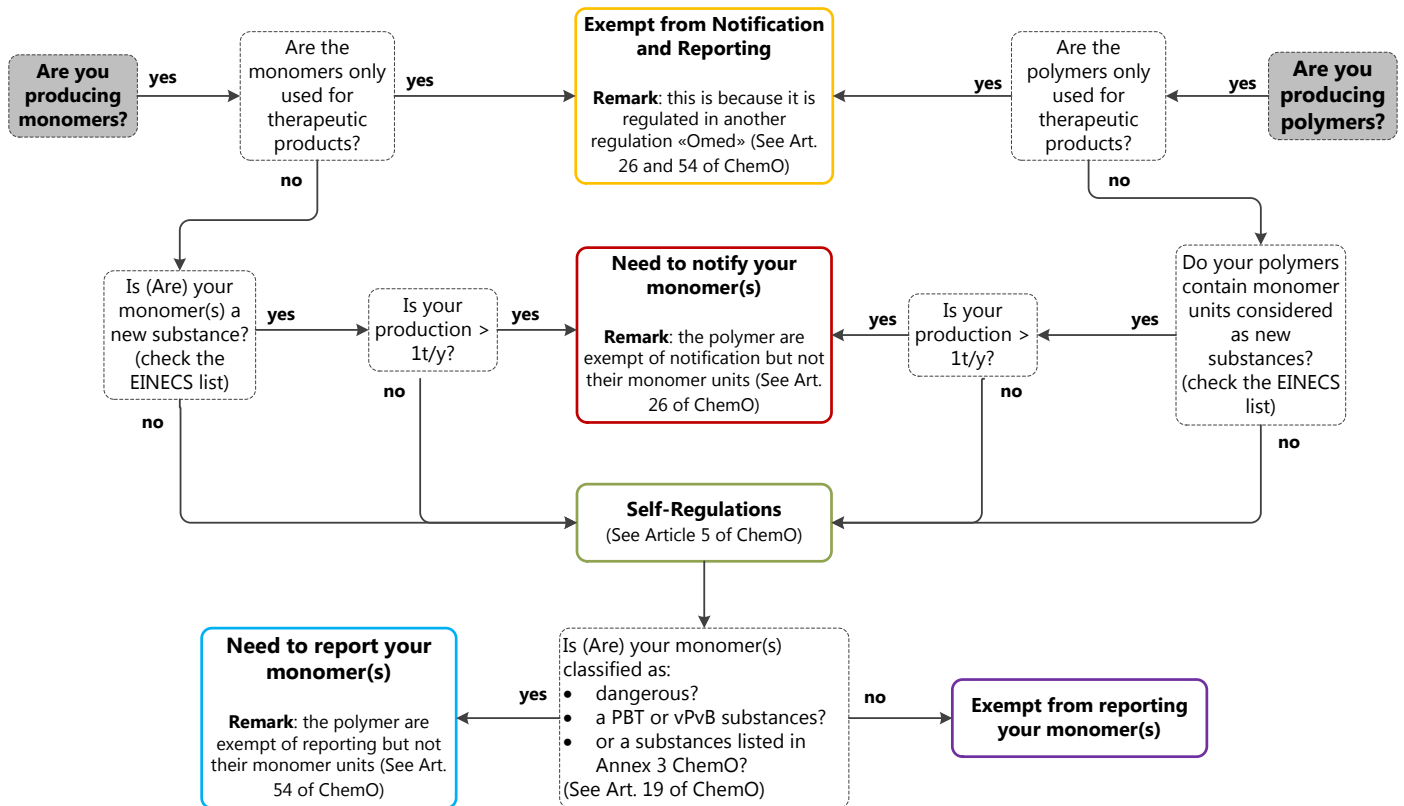 Are you
producing
monomers?
yes
Are the
monomers only
used for
therapeutic
products?
yes
Exempt from Notification
and Reporting
Remark: this is because it is
regulated in another
regulation «Omed» (See Art.
26 and 54 of ChemO)
yes
Are the
polymers only
used for
therapeutic
products?
yes
Are you
producing
polymers?
no
no
Is (Are) your
monomer(s) a
new substance?
(check the
EINECS list)
yes
Is your
production >
1t/y?
yes
Need to notify your
monomer(s)
Remark: the polymer are
exempt of notification but not
their monomer units (See Art.
26 of ChemO)
yes
Is your
production >
1t/y?
yes
Do your polymers
contain monomer
units considered
as new
substances?
(check the EINECS
list)
no
no
no
no
Self-Regulations
(See Article 5 of ChemO)
Need to report your
monomer(s)
Remark: the polymer are
exempt of reporting but not
their monomer units (See Art.
54 of ChemO)
yes
Is (Are) your monomer(s)
classified as:
• dangerous?
• a PBT or vPvB substances?
• or a substances listed in
Annex 3 ChemO?
(See Art. 19 of ChemO)
no
Exempt from reporting
your monomer(s)